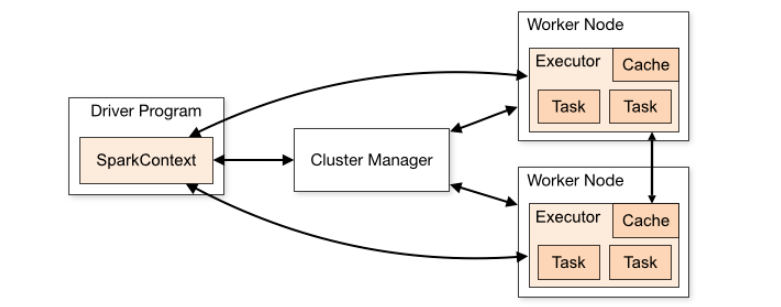 Driver Program
SparkContext
Cluster Manager
Worker Node
Executor
Cache
Task
Task
Worker Node
Executor
Cache
Task
Task